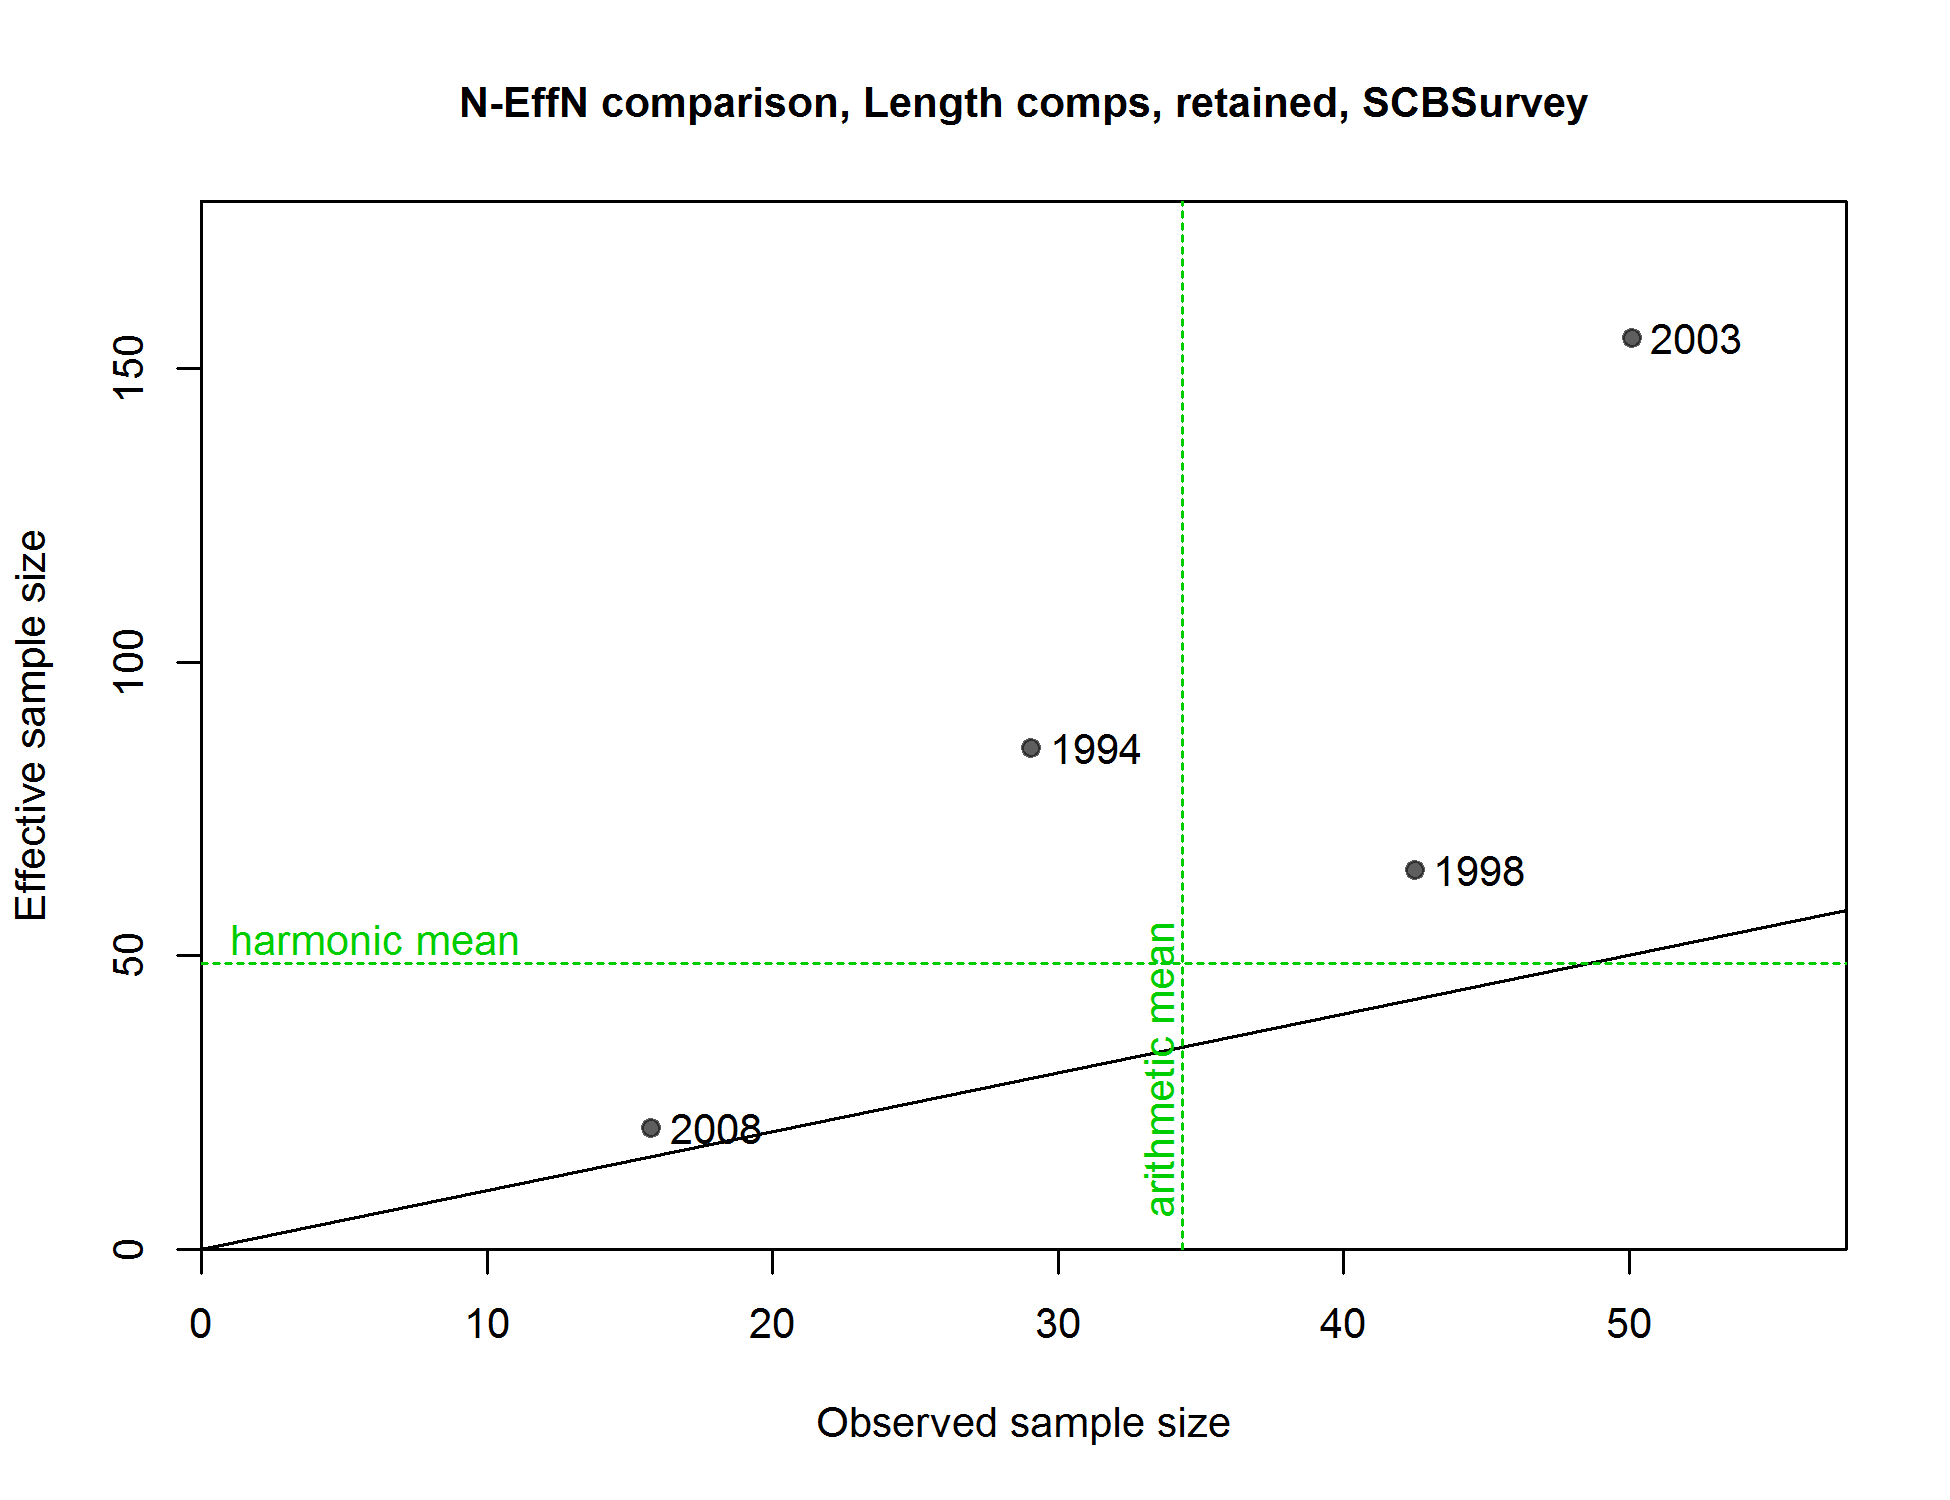 N-EffN comparison, Length comps, retained, SCBSurvey
Effective sample size
150
100
50
0
2003
1994
1998
harmonic mean
arithmetic mean
2008
0 10 20 30 40 50
Observed sample size